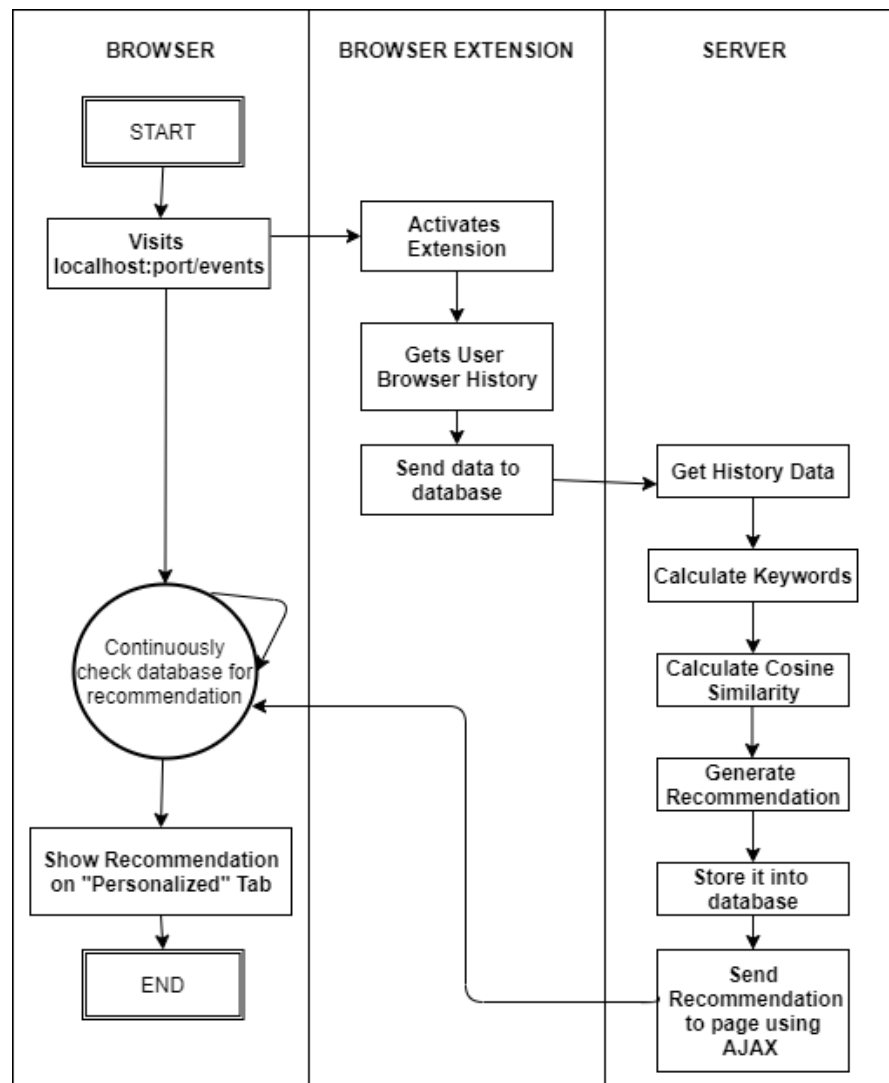 BROWSER
BROWSER EXTENSION
SERVER
START
Visits
localhost:port/events
Activates
Extension
Gets User
Browser History
Send data to
database
Get History Data
Calculate Keywords
Calculate Cosine
Similarity
Generate
Recommendation
Store it into
database
Send
Recommendation
to page using
AJAX
Continuously
check database for
recommendation
Show Recommendation
on "Personalized" Tab
END